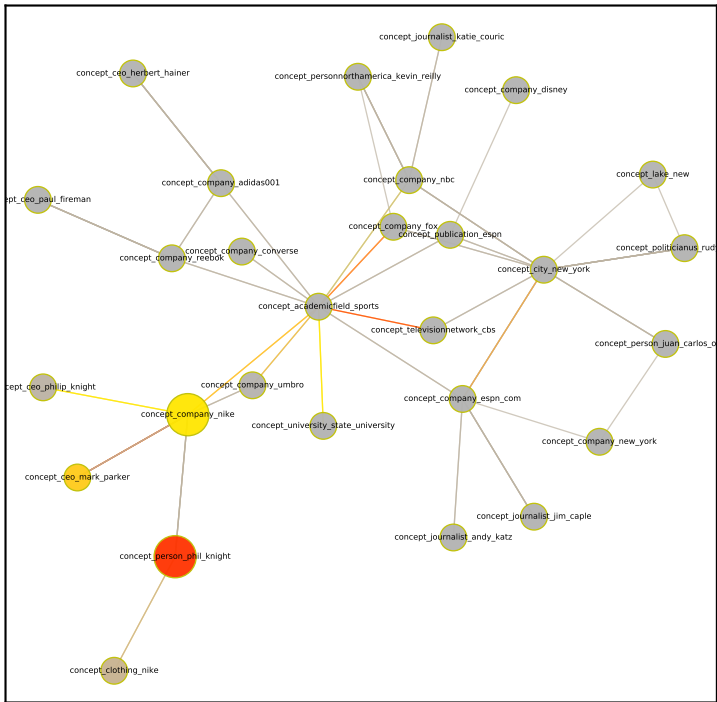 concept_journalist_katie_couric
concept_ceo_herbert_hainer
concept_personnorthamerica_kevin_reilly
concept_company_disney
concept_lake_new
concept_company_nbc
concept_company_adidas001
ept_ceo_paul_fireman
concept_company_fox
concept_publication_espn
concept_politicianus_rud
concept_company_converse
concept_company_reebok
concept_city_new_york
concept_academicfield_sports
concept_televisionnetwork_cbs
concept_person_juan_carlos_o
cept_ceo_philip_knight
concept_company_umbro
concept_company_espn_com
concept_company_nike
concept_university_state_university
concept_company_new_york
concept_ceo_mark_parker
concept_journalist_jim_caple
concept_journalist_andy_katz
concept_person_phil_knight
concept_clothing_nike